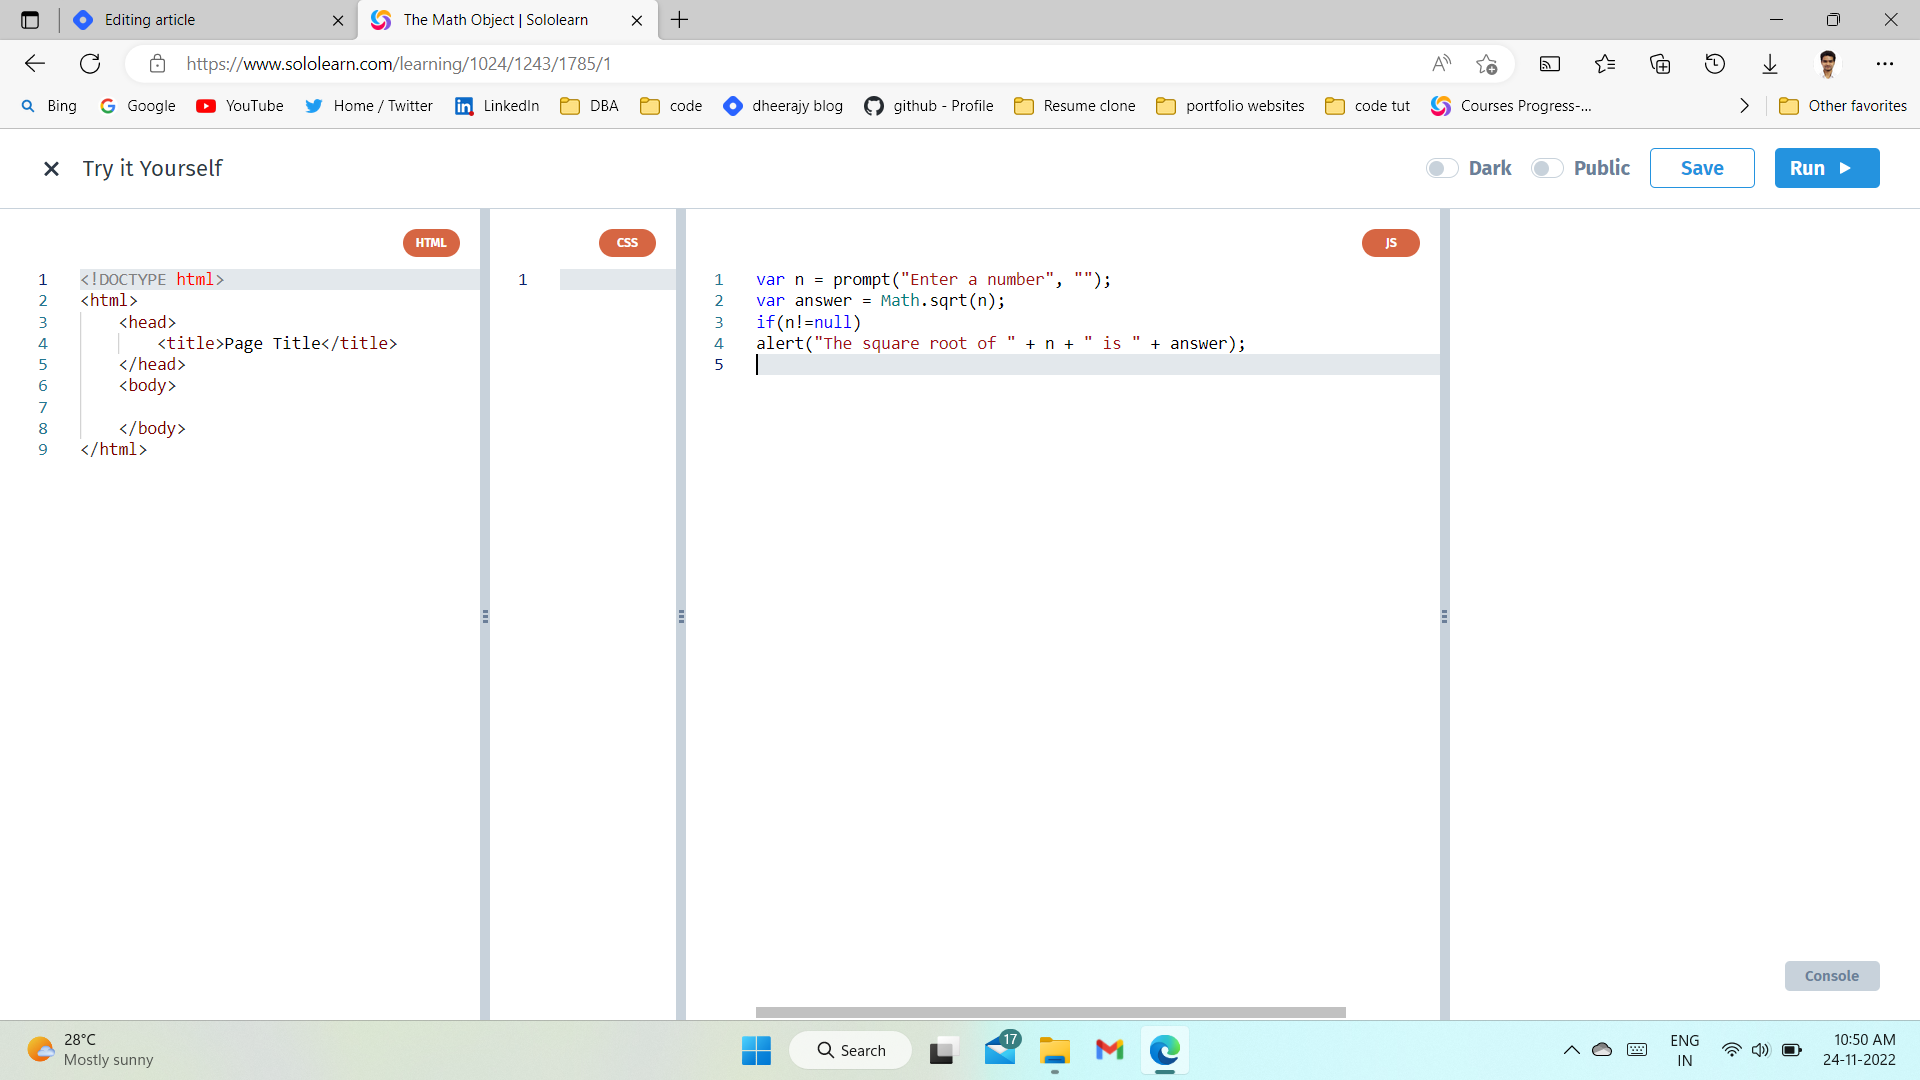 Editing article
The Math Object | Sololearn
https://www.sololearn.com/learning/1024/1243/1785/1
Bing
Google
YouTube
Home / Twitter
LinkedIn
DBA
code
dheerajy blog
github - Profile
Resume clone
portfolio websites
code tut
Courses Progress-...
Other favorites
Try it Yourself
Dark
Public
Save
Run
HTML
1 <!DOCTYPE html>
2 <html>
3 <head>
4 <title>Page Title</title>
5 </head>
6 <body>
7
8 </body>
9 </html>
CSS
1
JS
1 var n = prompt("Enter a number", "");
2 var answer = Math.sqrt(n);
3 if(n!=null)
4 alert("The square root of " + n + " is " + answer);
5
Console
28°C
Mostly sunny
Search
17
ENG
IN
10:50 AM
24-11-2022